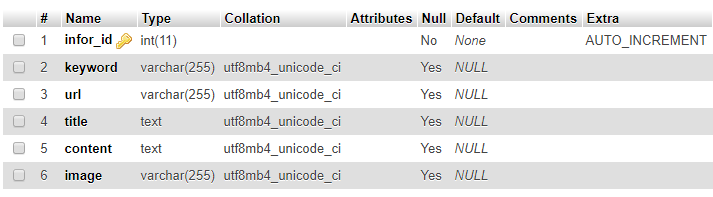 # Name Type Collation Attributes Null Default Comments Extra
1 infor_id int(11) No None AUTO_INCREMENT
2 keyword varchar(255) utf8mb4_unicode_ci Yes NULL
3 url varchar(255) utf8mb4_unicode_ci Yes NULL
4 title text utf8mb4_unicode_ci Yes NULL
5 content text utf8mb4_unicode_ci Yes NULL
6 image varchar(255) utf8mb4_unicode_ci Yes NULL